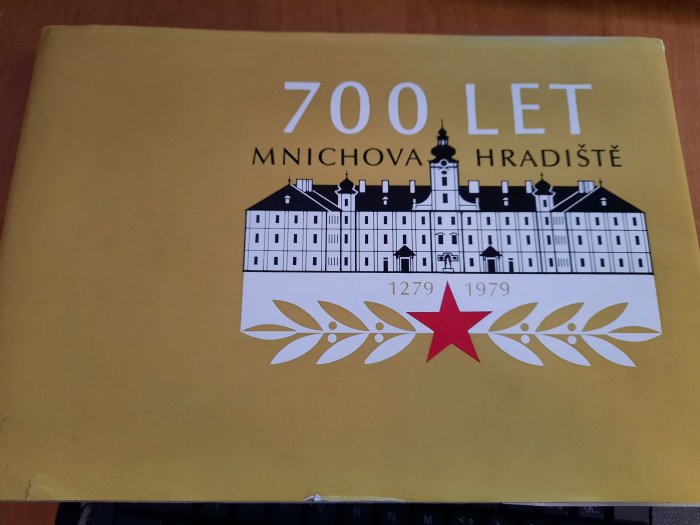 700 LET
MNICHOVA HRADIŠTĚ
1279 1979